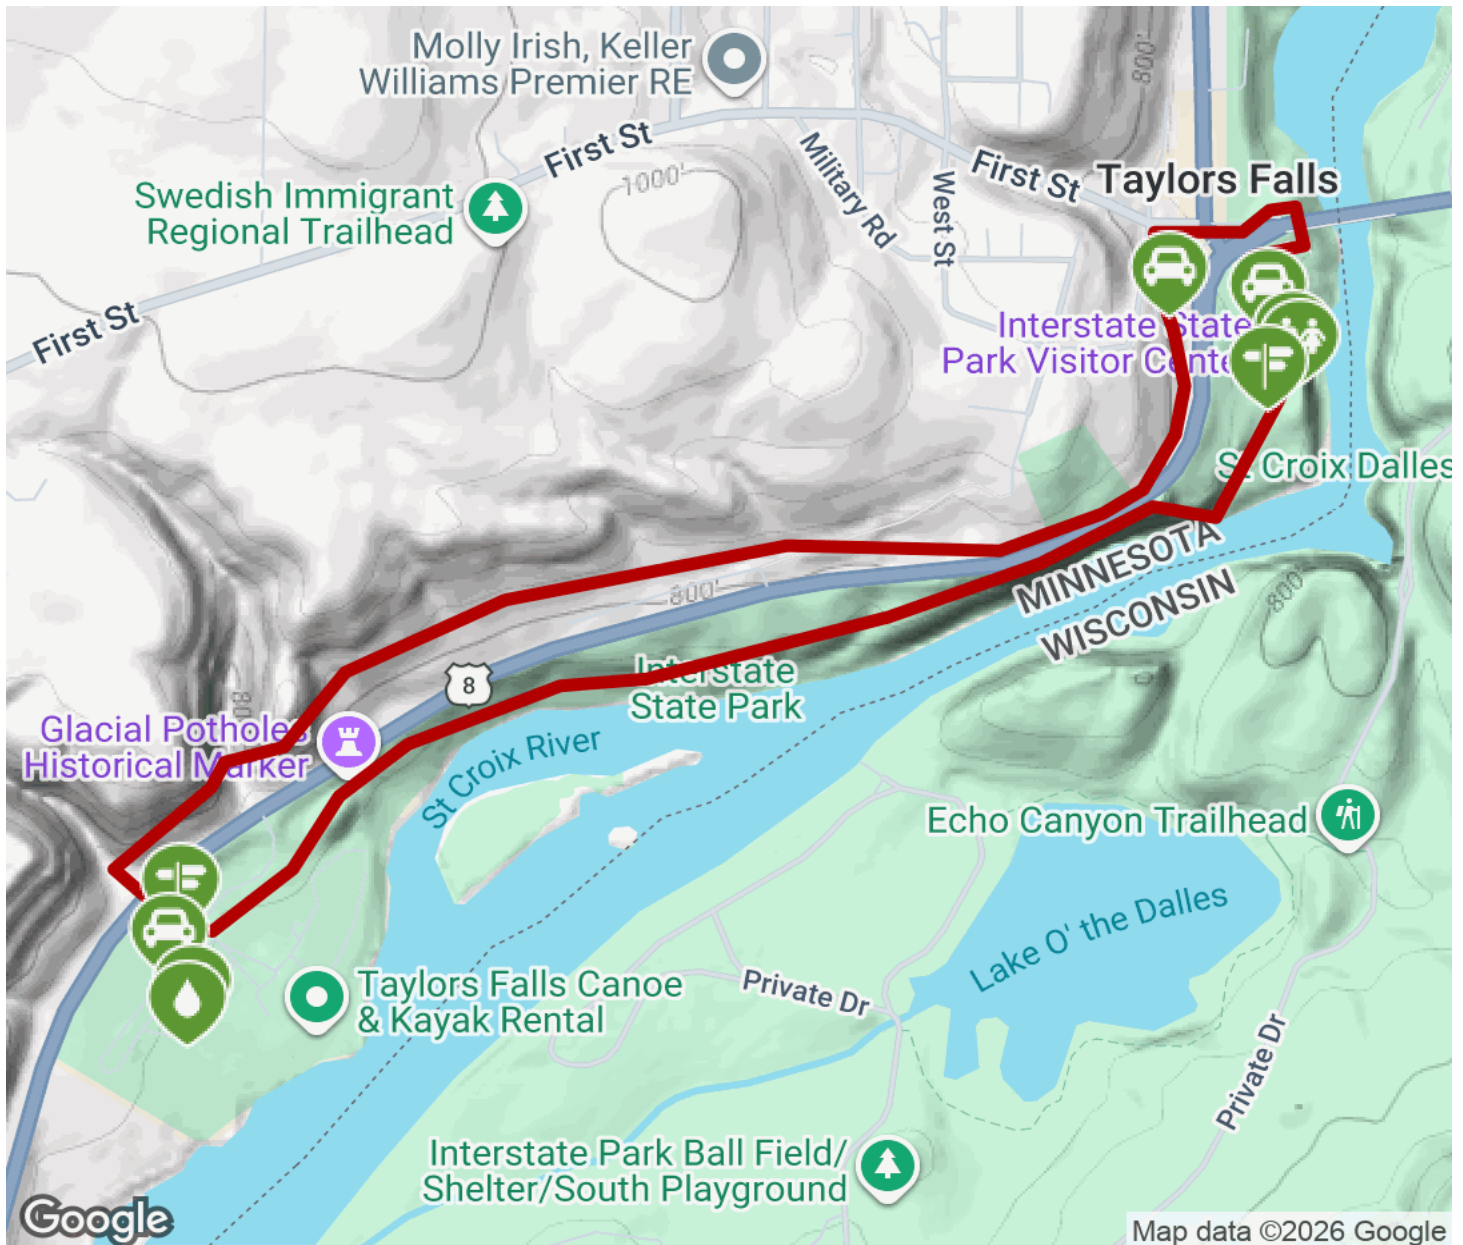 Molly Irish, Keller
Williams Premier RE
800'
First St
Military Rd
First St
Taylors Falls
Swedish Immigrant
Regional Trailhead
1000'
West St
First St
Interstate State
Park Visitor Cente
St Croix Dalles
MINNESOTA
WISCONSIN
800'
800
8
Interstate
State Park
Glacial Potholes
Historical Marker
St Croix River
Echo Canyon Trailhead
Lake O' the Dalles
Taylors Falls Canoe
& Kayak Rental
Private Dr
Private Dr
Interstate Park Ball Field/
Shelter/South Playground
Google
Map data ©2026 Google